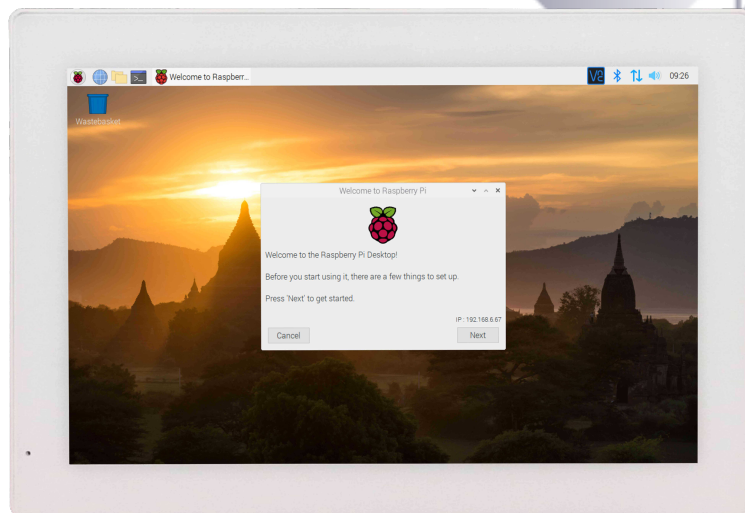 Welcome to Raspberr...
V2
09:26
Wastebasket
Welcome to Raspberry Pi
Welcome to the Raspberry Pi Desktop!
Before you start using it, there are a few things to set up.
Press 'Next' to get started.
IP : 192.168.6.67
Cancel
Next